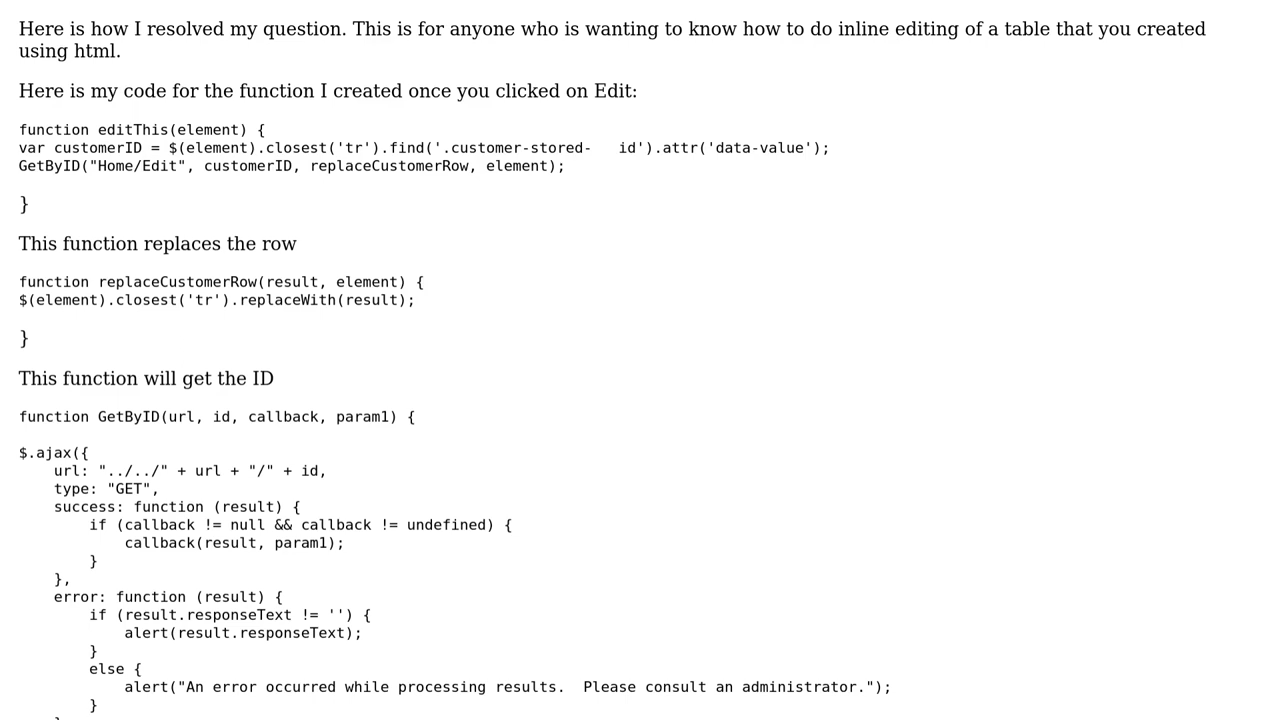 Here is how I resolved my question. This is for anyone who is wanting to know how to do inline editing of a table that you created
using html.
Here is my code for the function I created once you clicked on Edit:
function editThis(element) {
var customerID = $(element).closest('tr').find('.customer-stored-   id').attr('data-value');
GetByID("Home/Edit", customerID, replaceCustomerRow, element);
}
This function replaces the row
function replaceCustomerRow(result, element) {
$(element).closest('tr').replaceWith(result);
}
This function will get the ID
function GetByID(url, id, callback, param1) {
$.ajax({
    url: "../../" + url + "/" + id,
    type: "GET",
    success: function (result) {
        if (callback != null && callback != undefined) {
            callback(result, param1);
        }
    },
    error: function (result) {
        if (result.responseText != '') {
            alert(result.responseText);
        }
        else {
            alert("An error occurred while processing results.  Please consult an administrator.");
        }